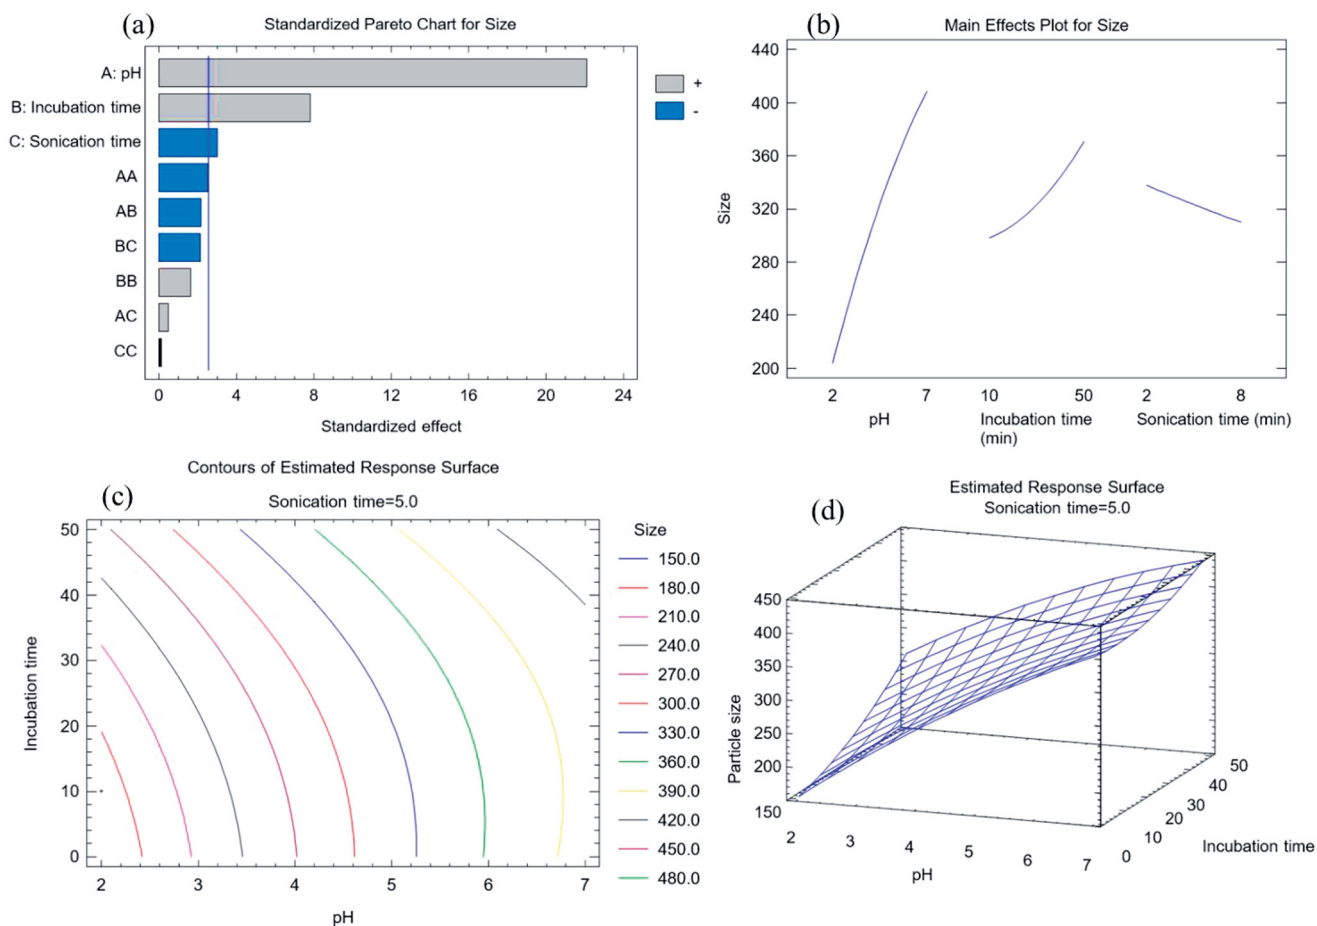 (a)
Standardized Pareto Chart for Size
A: pH
B: Incubation time
C: Sonication time
AA
AB
BC
BB
AC
CC
0 4 8 12 16 20 24
Standardized effect
+
-
(b)
Main Effects Plot for Size
440
400
360
320
280
240
200
Size
2 7 10 50 2 8
pH Incubation time Sonication time (min)
(min)
Contours of Estimated Response Surface
(c)
Sonication time=5.0
50
40
30
20
10
0
Incubation time
2 3 4 5 6 7
pH
Size
150.0
180.0
210.0
240.0
270.0
300.0
330.0
360.0
390.0
420.0
450.0
480.0
Estimated Response Surface
(d)
Sonication time=5.0
450
400
350
300
250
200
150
Particle size
2 3 4 5 6 7
pH
0 10 20 30 40 50
Incubation time